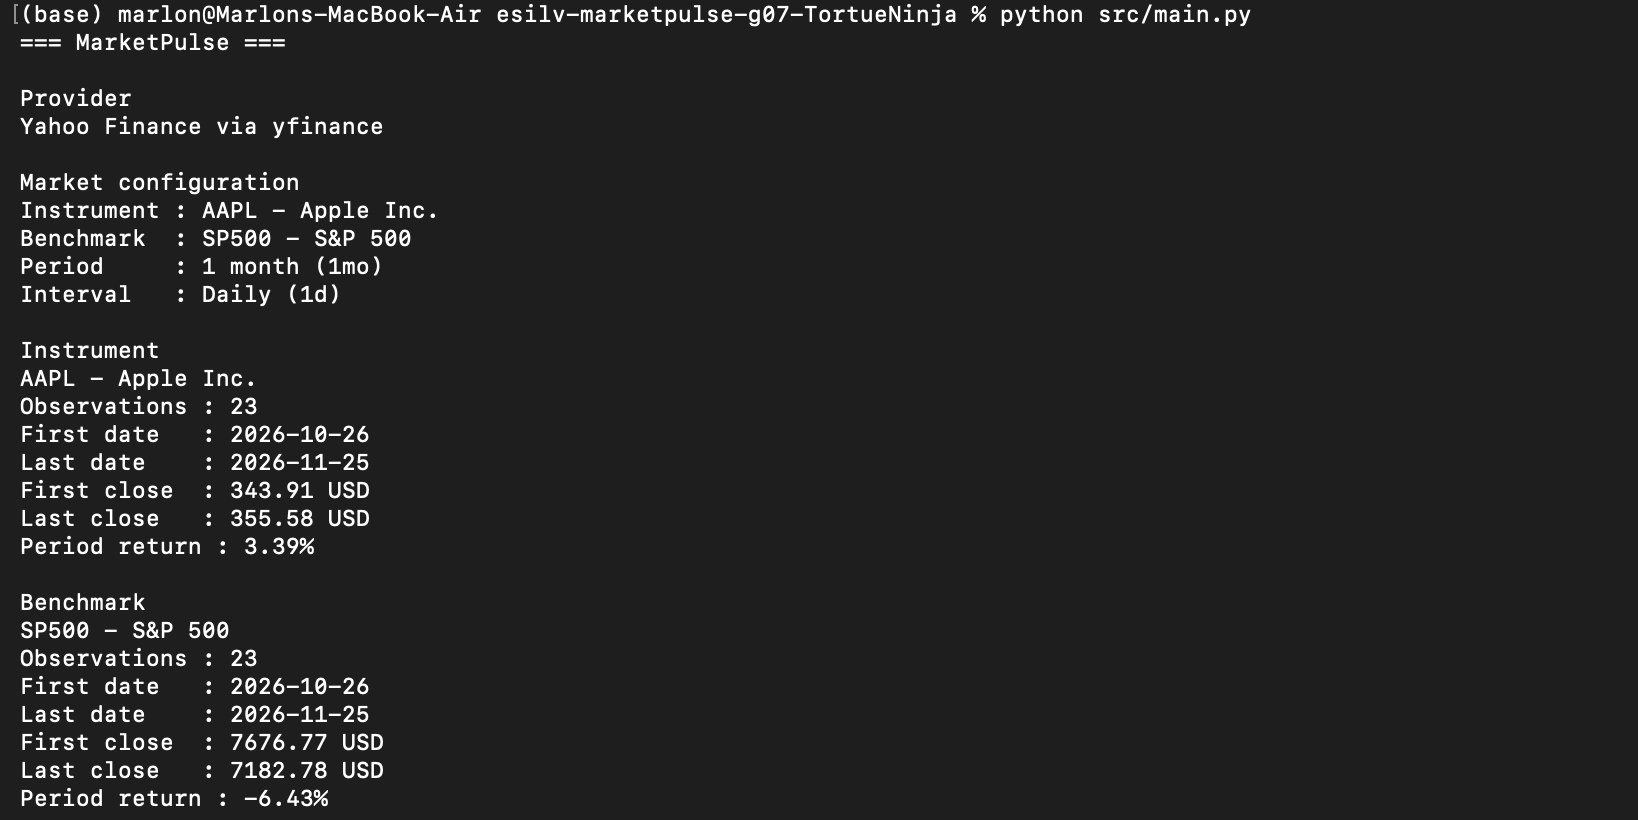 [(base) marlon@Marlons-MacBook-Air esilv-marketpulse-g07-TortueNinja % python src/main.py
=== MarketPulse ===

Provider
Yahoo Finance via yfinance

Market configuration
Instrument : AAPL - Apple Inc.
Benchmark  : SP500 - S&P 500
Period     : 1 month (1mo)
Interval   : Daily (1d)

Instrument
AAPL - Apple Inc.
Observations : 23
First date   : 2026-10-26
Last date    : 2026-11-25
First close  : 343.91 USD
Last close   : 355.58 USD
Period return : 3.39%

Benchmark
SP500 - S&P 500
Observations : 23
First date   : 2026-10-26
Last date    : 2026-11-25
First close  : 7676.77 USD
Last close   : 7182.78 USD
Period return : -6.43%